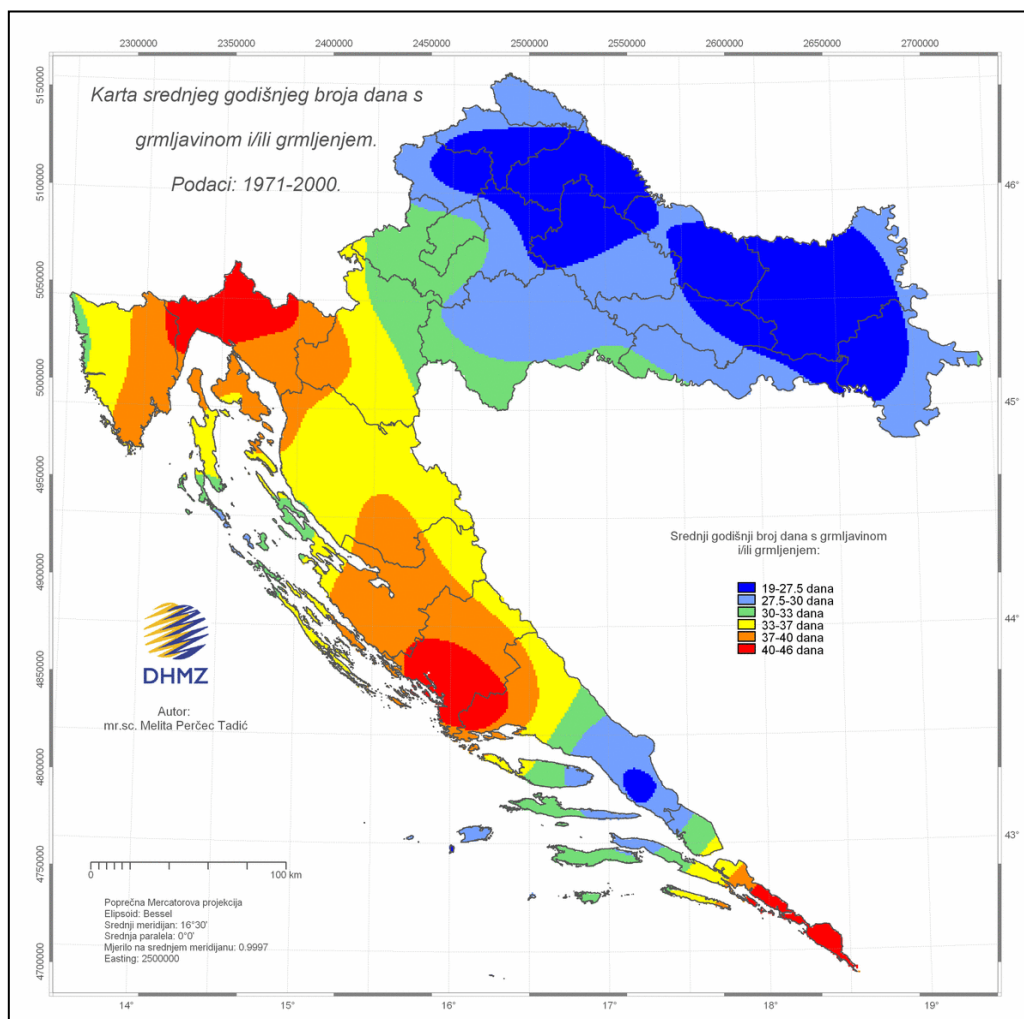 2300000 2350000 2400000 2450000 2500000 2550000 2600000 2650000 2700000
5150000
5100000
5050000
5000000
4950000
4900000
4850000
4800000
4750000
4700000
Karta srednjeg godišnjeg broja dana s
grmljavinom i/ili grmljenjem.
Podaci: 1971-2000.
46°
45°
44°
43°
Srednji godišnji broj dana s grmljavinom
i/ili grmljenjem:
19-27.5 dana
27.5-30 dana
30-33 dana
33-37 dana
37-40 dana
40-46 dana
DHMZ
Autor:
mr.sc. Melita Perčec Tadić
0 100 km
Poprečna Mercatorova projekcija
Elipsoid: Bessel
Srednji meridijan: 16°30'
Srednja paralela: 0°0'
Mjerilo na srednjem meridijanu: 0.9997
Easting: 2500000
14° 15° 16° 17° 18° 19°